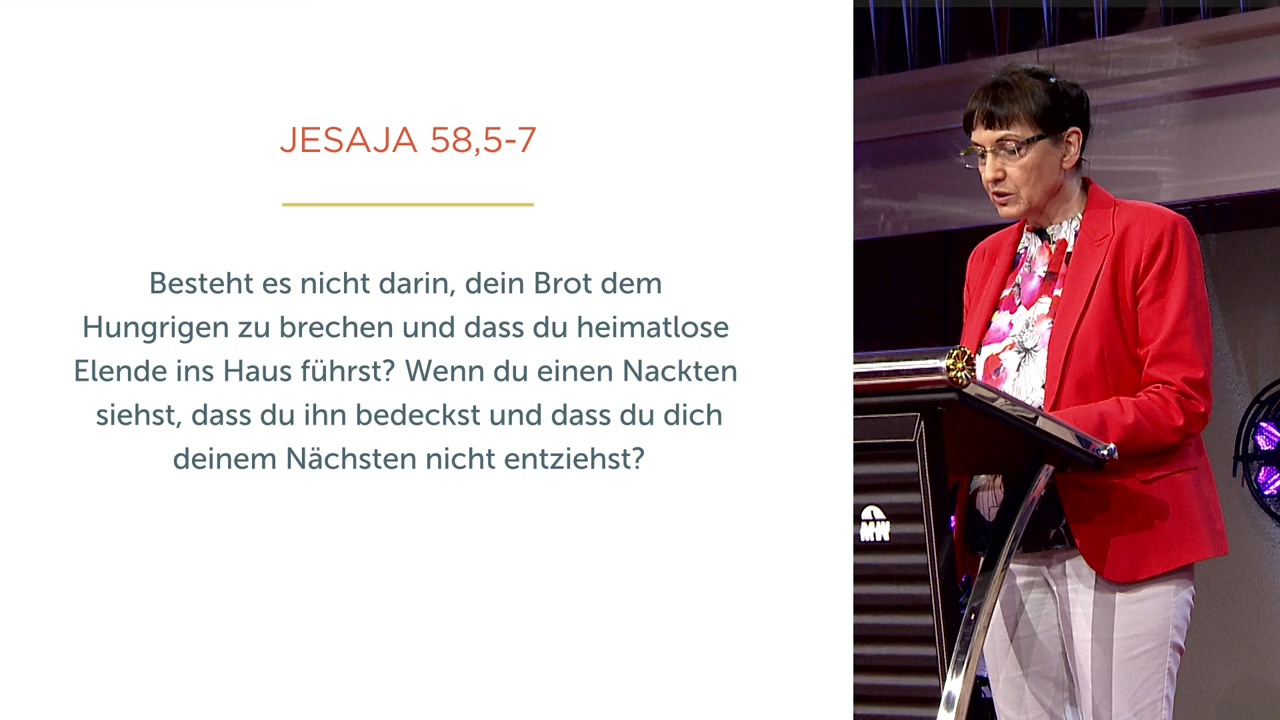 JESAJA 58,5-7
Besteht es nicht darin, dein Brot dem
Hungrigen zu brechen und dass du heimatlose
Elende ins Haus führst? Wenn du einen Nackten
siehst, dass du ihn bedeckst und dass du dich
deinem Nächsten nicht entziehst?
MW